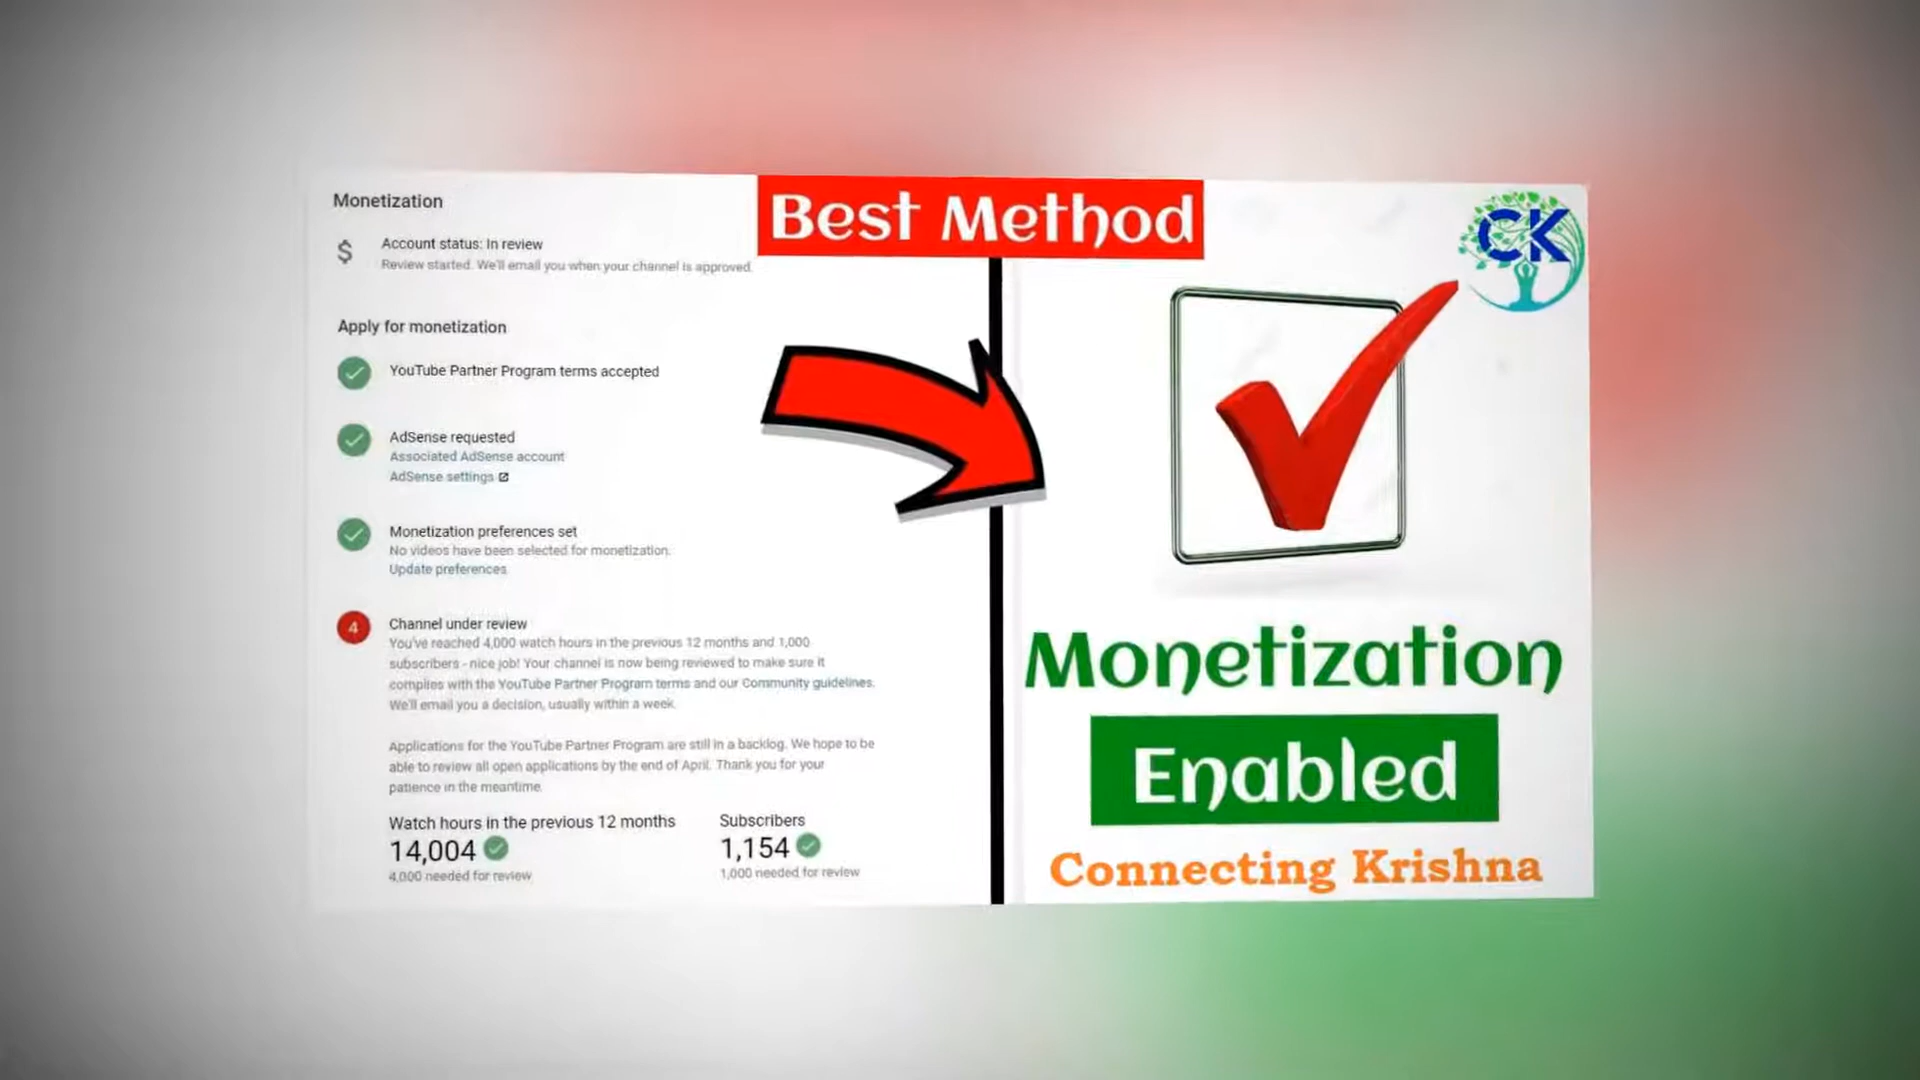 Best Method
CK
Monetization
$
Account status: In review
Review started. We'll email you when your channel is approved.
Apply for monetization
YouTube Partner Program terms accepted
AdSense requested
Associated AdSense account
AdSense settings
Monetization preferences set
No videos have been selected for monetization.
Update preferences
4
Channel under review
You've reached 4,000 watch hours in the previous 12 months and 1,000
subscribers - nice job! Your channel is now being reviewed to make sure it
complies with the YouTube Partner Program terms and our Community guidelines.
We'll email you a decision, usually within a week.
Applications for the YouTube Partner Program are still in a backlog. We hope to be
able to review all open applications by the end of April. Thank you for your
patience in the meantime.
Watch hours in the previous 12 months
14,004
4,000 needed for review
Subscribers
1,154
1,000 needed for review
Monetization
Enabled
Connecting Krishna